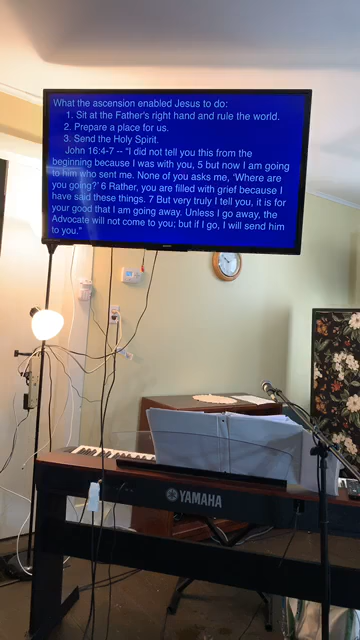 What the ascension enabled Jesus to do:
1. Sit at the Father's right hand and rule the world.
2. Prepare a place for us.
3. Send the Holy Spirit.
John 16:4-7 -- "I did not tell you this from the
beginning because I was with you, 5 but now I am going
to him who sent me. None of you asks me, 'Where are
you going?' 6 Rather, you are filled with grief because I
have said these things. 7 But very truly I tell you, it is for
your good that I am going away. Unless I go away, the
Advocate will not come to you; but if I go, I will send him
to you."
YAMAHA